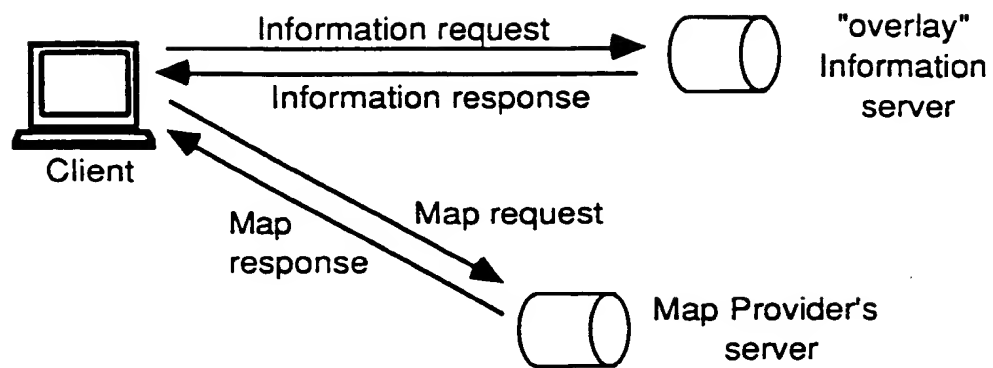 Information request
"overlay"
Information
server
Information response
Client
Map request
Map
response
Map Provider's
server